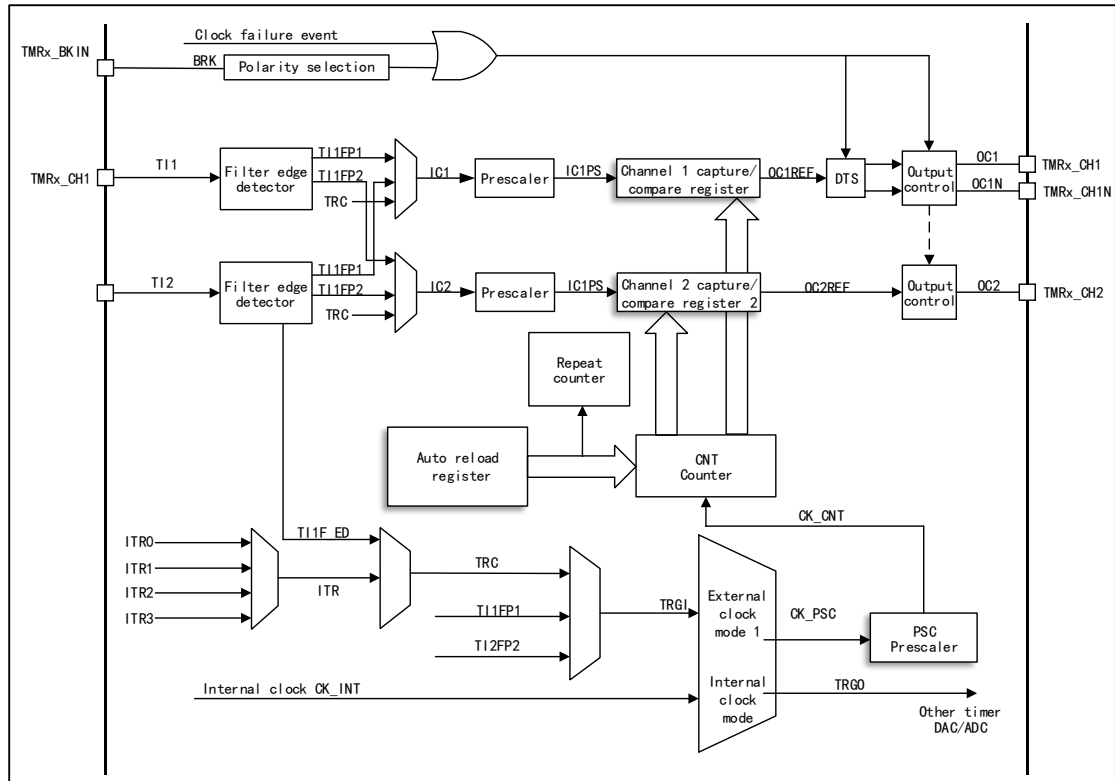 Clock failure event
TMRx_BKIN
BRK
Polarity selection
TI1
TMRx_CH1
Filter edge
detector
TI1FP1
TI1FP2
TRC
IC1
Prescaler
IC1PS
Channel 1 capture/
compare register
OC1REF
DTS
Output
control
OC1
OC1N
TMRx_CH1
TMRx_CH1N
TI2
Filter edge
detector
TI1FP1
TI1FP2
TRC
IC2
Prescaler
IC1PS
Channel 2 capture/
compare register 2
OC2REF
Output
control
OC2
TMRx_CH2
Repeat
counter
Auto reload
register
CNT
Counter
CK_CNT
TI1F_ED
ITR0
ITR1
ITR2
ITR3
ITR
TRC
TI1FP1
TI2FP2
TRGI
External
clock
mode 1
CK_PSC
PSC
Prescaler
Internal clock CK_INT
Internal
clock
mode
TRGO
Other timer
DAC/ADC